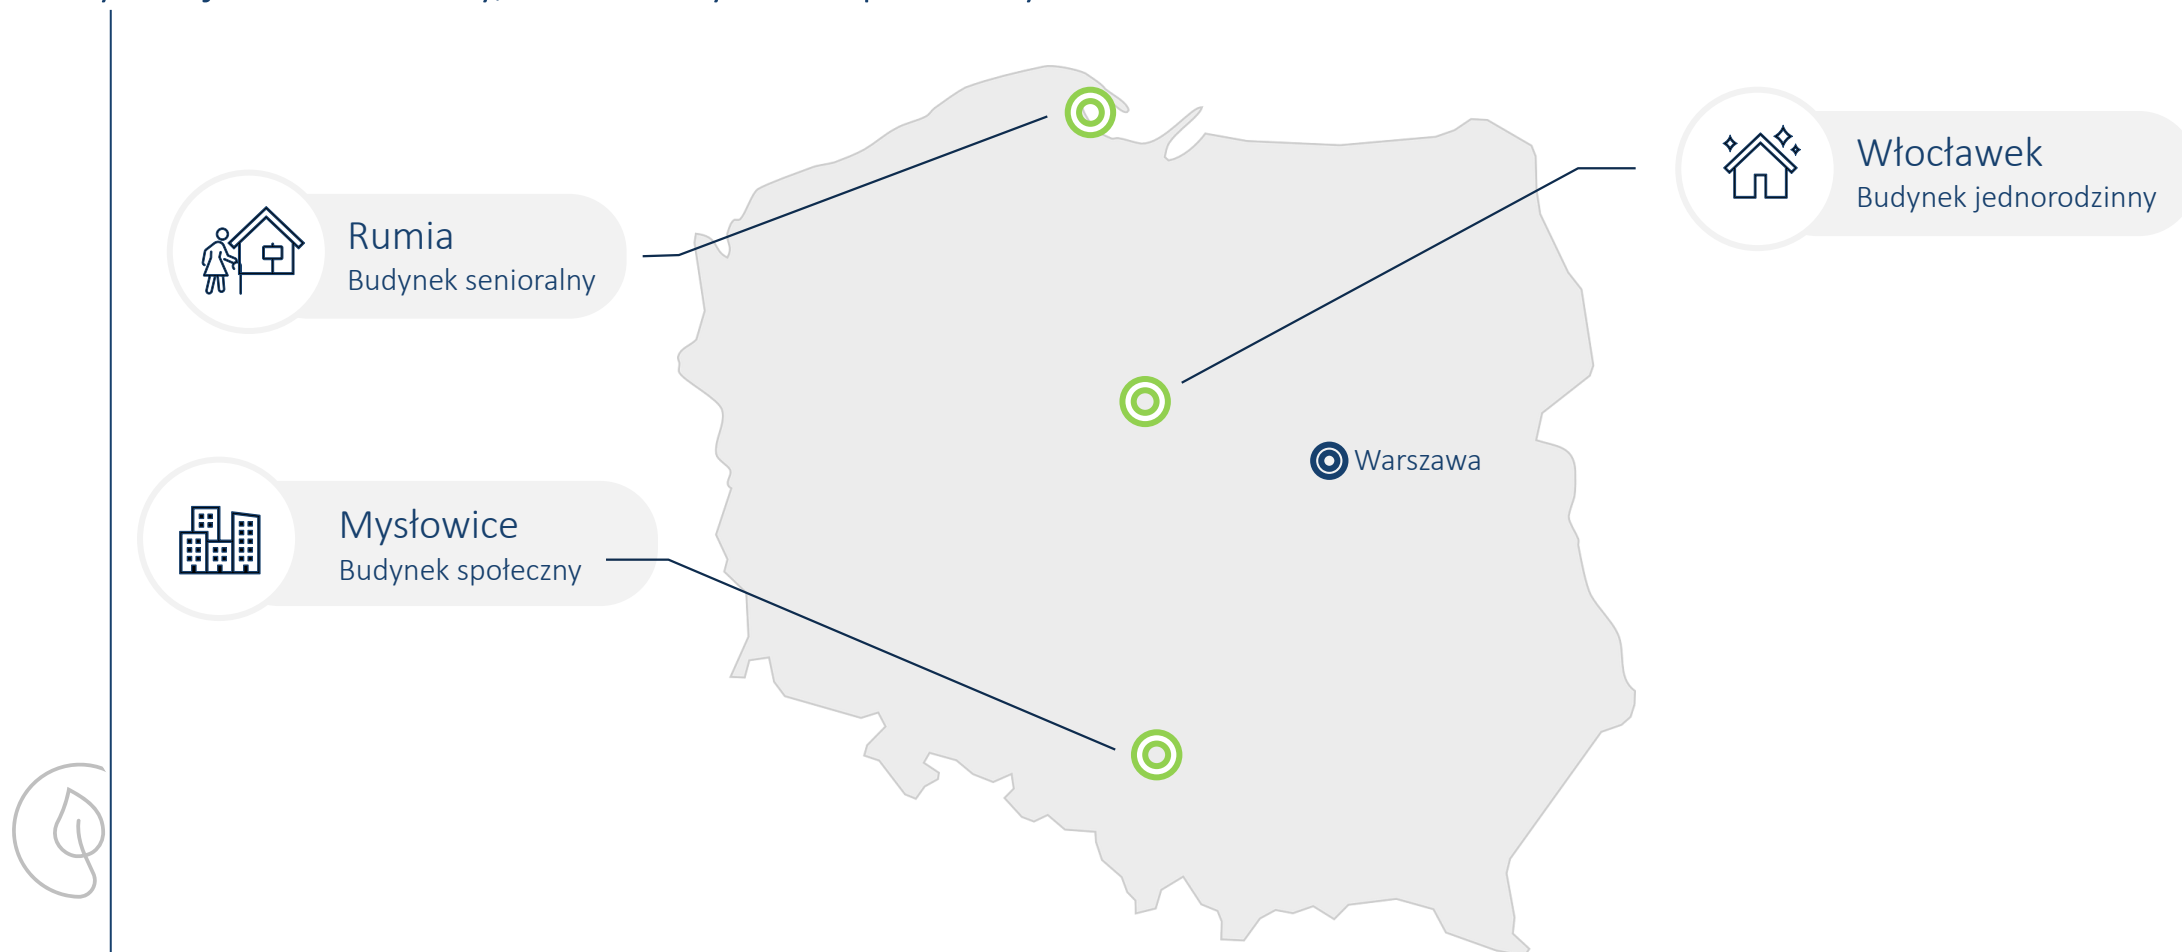 Rumia
Budynek senioralny
Włocławek
Budynek jednorodzinny
Warszawa
Mysłowice
Budynek społeczny